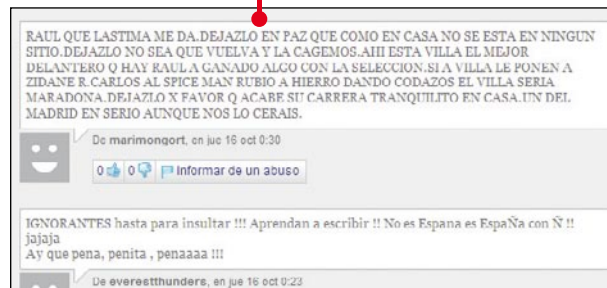 RAUL QUE LASTIMA ME DA.DEJAZLO EN PAZ QUE COMO EN CASA NO SE ESTA EN NINGUN
SITIO.DEJAZLO NO SEA QUE VUELVA Y LA CAGEMOS.AHI ESTA VILLA EL MEJOR
DELANTERO Q HAY RAUL A GANADO ALGO CON LA SELECCION.SI A VILLA LE PONEN A
ZIDANE R.CARLOS AL SPICE MAN RUBIO A HIERRO DANDO CODAZOS EL VILLA SERIA
MARADONA.DEJAZLO X FAVOR Q ACABE SU CARRERA TRANQUILITO EN CASA.UN DEL
MADRID EN SERIO AUNQUE NOS LO CERAIS.
De marimongort, en jue 16 oct 0:30
0 0 Informar de un abuso
IGNORANTES hasta para insultar !!! Aprendan a escribir !! No es Espana es EspaÑa con Ñ !!
jajaja
Ay que pena, penita , penaaaa !!!
De everestthunders, en jue 16 oct 0:23